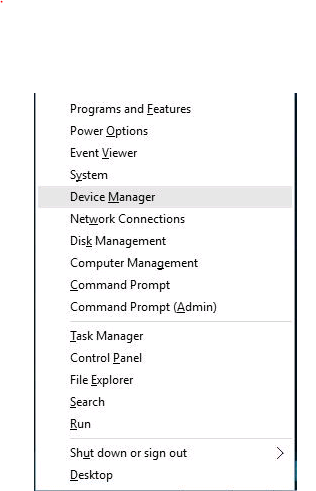 Programs and Features
Power Options
Event Viewer
System
Device Manager
Network Connections
Disk Management
Computer Management
Command Prompt
Command Prompt (Admin)
Task Manager
Control Panel
File Explorer
Search
Run
Shut down or sign out
Desktop